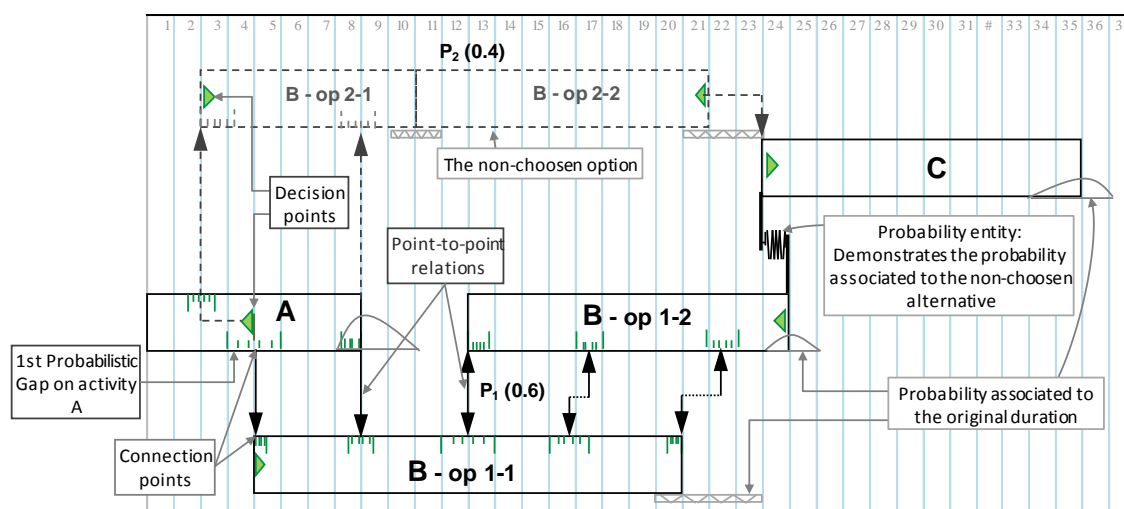 1 2 3 4 5 6 7 8 9 10 11 12 13 14 15 16 17 18 19 20 21 22 23 24 25 26 27 28 29 30 # 33 34 35 36 3
P2 (0.4)
B - op 2-1
B - op 2-2
The non-choosen option
C
Decision
points
Point-to-point
relations
Probability entity:
Demonstrates the probability
associated to the non-choosen
alternative
A
B - op 1-2
1st Probabilistic
Gap on activity
A
P1 (0.6)
Probability associated to
the original duration
Connection
points
B - op 1-1